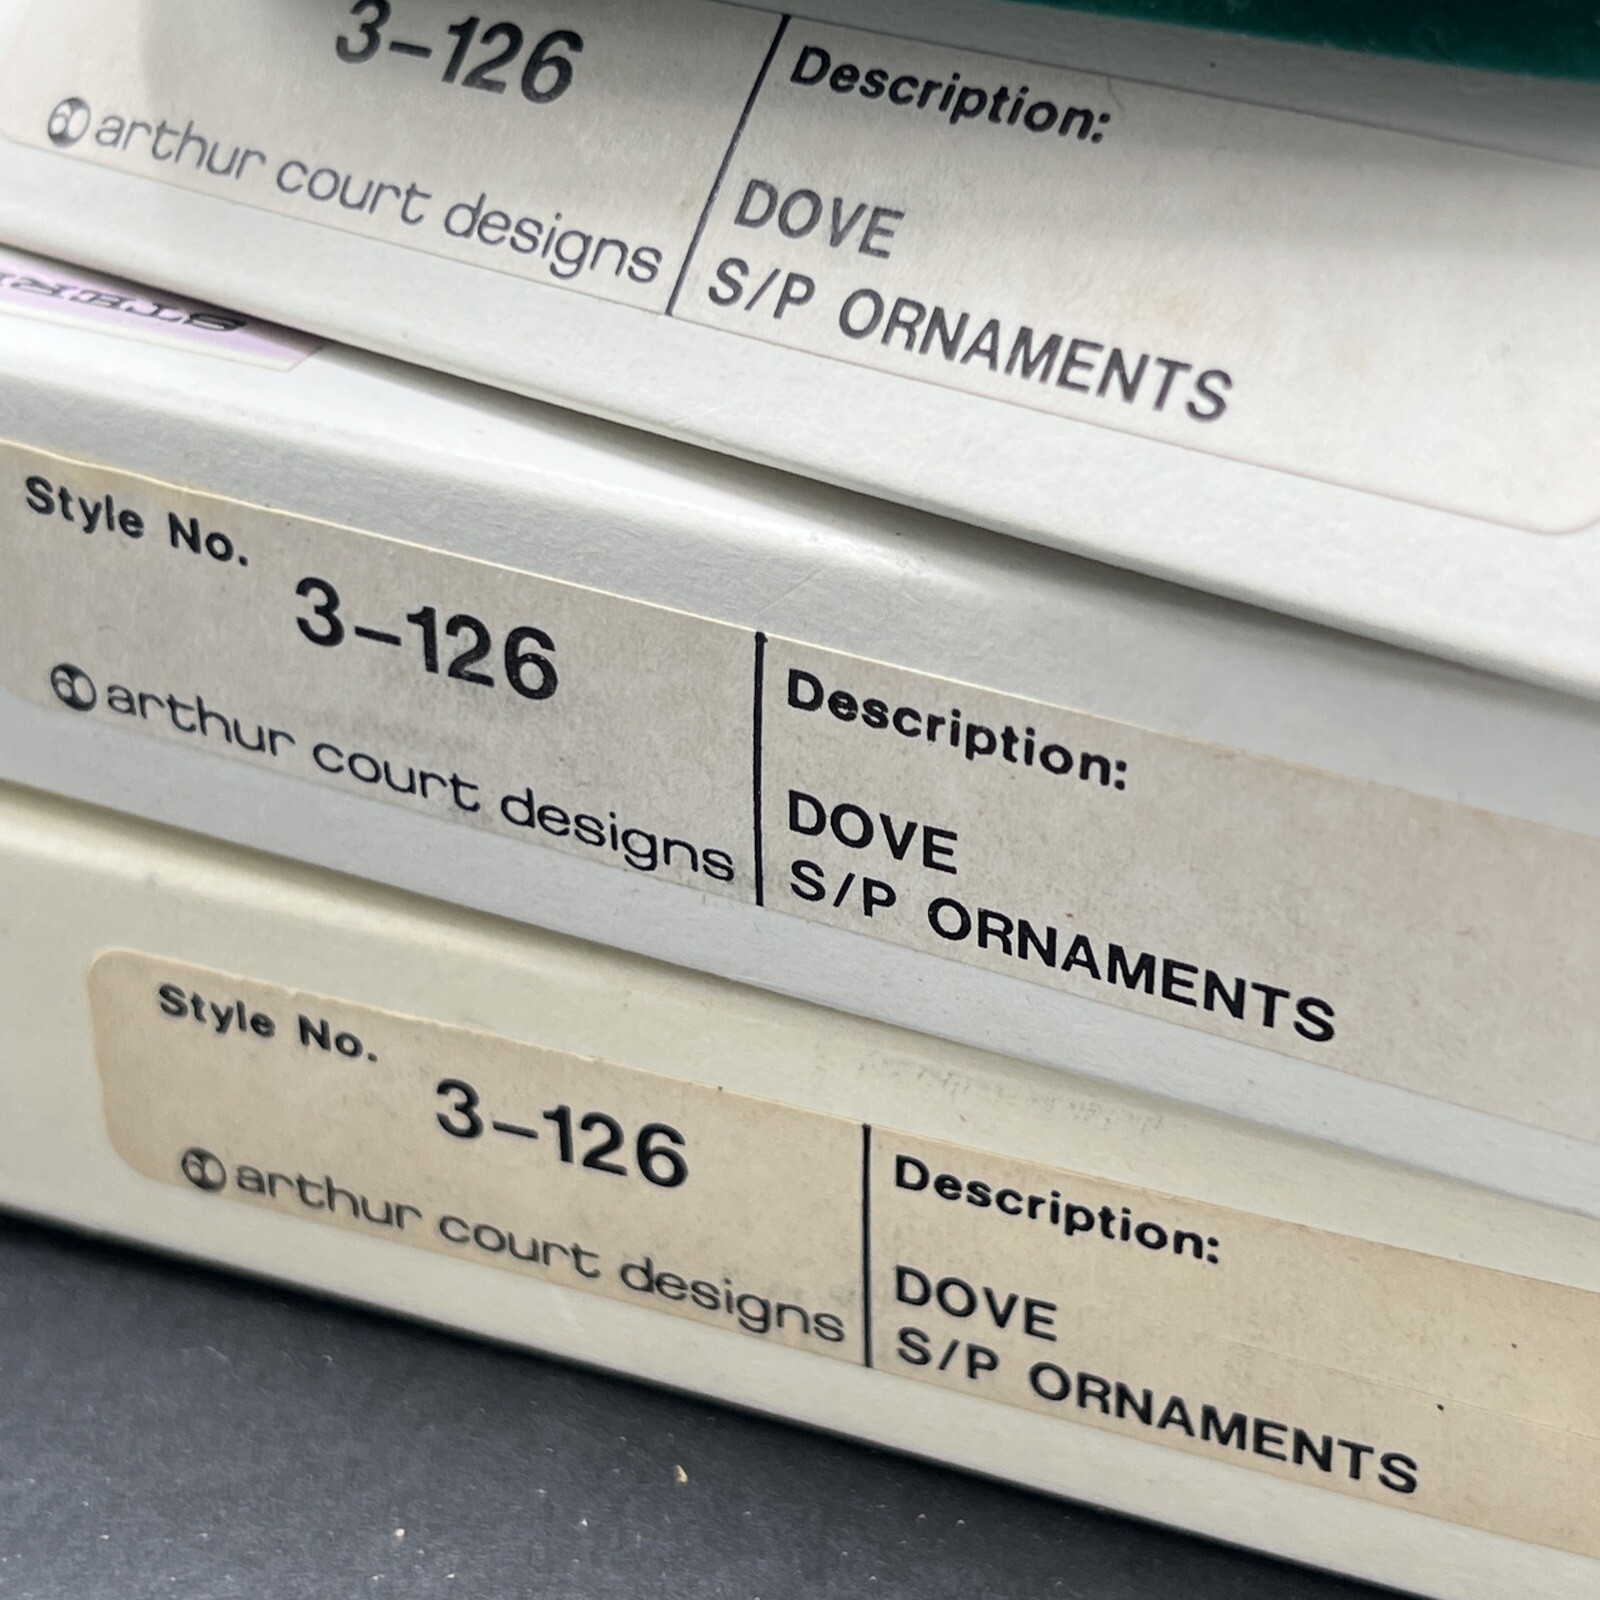 3-126
arthur court designs
Description:
DOVE
S/P ORNAMENTS
Style No.
3-126
arthur court designs
Description:
DOVE
S/P ORNAMENTS
Style No.
3-126
arthur court designs
Description:
DOVE
S/P ORNAMENTS